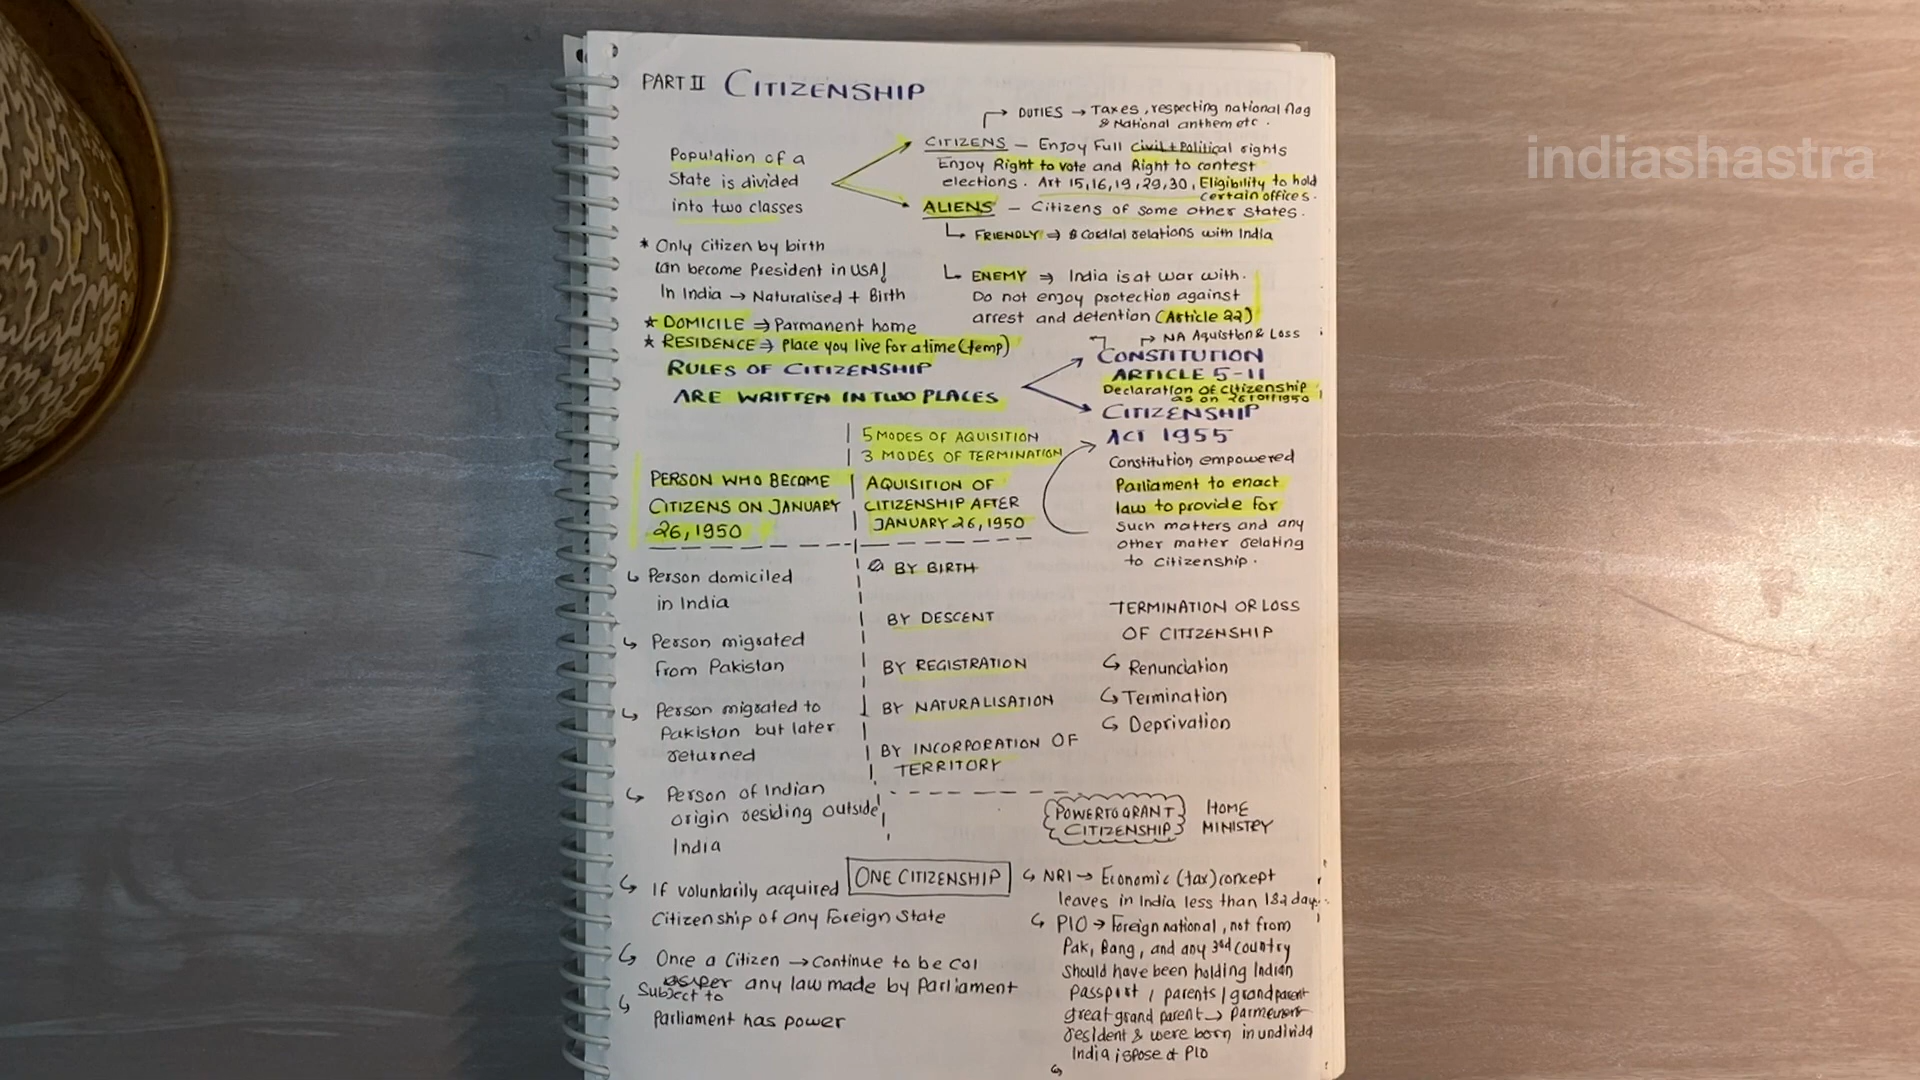 PART II CITIZENSHIP
indiashastra
DUTIES → Taxes, respecting national flag
& National anthem etc.
Population of a
State is divided
into two classes
CITIZENS – Enjoy Full Civil + Political rights
Enjoy Right to vote and Right to contest
elections. Art 15,16,19,29,30, Eligibility to hold
certain offices.
ALIENS – Citizens of some other states.
FRIENDLY ⇒ Cordial relations with India
ENEMY ⇒ India is at war with.
Do not enjoy protection against
arrest and detention (Article 22)
* Only citizen by birth
can become President in USA!
In India → Naturalised + Birth
* DOMICILE ⇒ Parmanent home
* RESIDENCE ⇒ Place you live for a time (temp)
RULES OF CITIZENSHIP
ARE WRITTEN IN TWO PLACES
→ NA Aquistion & Loss
CONSTITUTION
ARTICLE 5-11
Declaration of citizenship
as on 26 1950
CITIZENSHIP
ACT 1955
Constitution empowered
Parliament to enact
law to provide for
such matters and any
other matter relating
to citizenship.
5 MODES OF AQUISITION
3 MODES OF TERMINATION
PERSON WHO BECOME
CITIZENS ON JANUARY
26, 1950
AQUISITION OF
CITIZENSHIP AFTER
JANUARY 26, 1950
Person domiciled
in India
Person migrated
from Pakistan
Person migrated to
Pakistan but later
returned
Person of Indian
origin residing outside
India
BY BIRTH
BY DESCENT
BY REGISTRATION
BY NATURALISATION
BY INCORPORATION OF
TERRITORY
TERMINATION OR LOSS
OF CITIZENSHIP
Renunciation
Termination
Deprivation
POWER TO GRANT
CITIZENSHIP
HOME
MINISTRY
ONE CITIZENSHIP
If voluntarily acquired
Citizenship of any Foreign State
Once a Citizen → continue to be COI
Subject to any law made by Parliament
Parliament has power
NRI → Economic (tax) concept
leaves in India less than 182 days
PIO → Foreign national, not from
Pak, Bang, and any 3rd country
should have been holding Indian
Passport / parents / grand parent
great grand parent →
resident & were born in undivided
India PIO